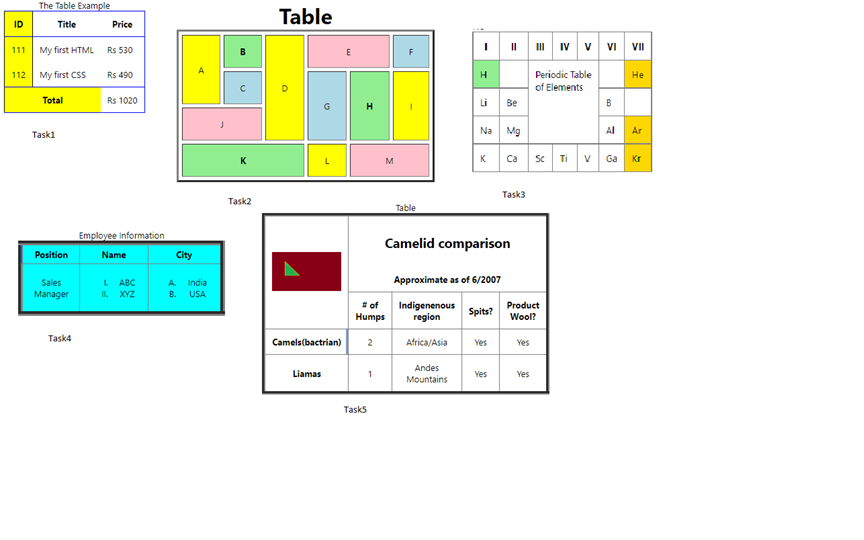 The Table Example
ID Title Price
111 My first HTML Rs 530
112 My first CSS Rs 490
Total Rs 1020
Task1
Table
A B D E F
C G H I
J
K L M
Task2
I II III IV V VI VII
H Periodic Table of Elements He
Li Be B
Na Mg Al Ar
K Ca Sc Ti V Ga Kr
Task3
Employee Information
Position Name City
Sales I. ABC A. India
Manager II. XYZ B. USA
Task4
Table
Camelid comparison
Approximate as of 6/2007
# of Humps Indigenenous region Spits? Product Wool?
Camels(bactrian) 2 Africa/Asia Yes Yes
Liamas 1 Andes Mountains Yes Yes
Task5